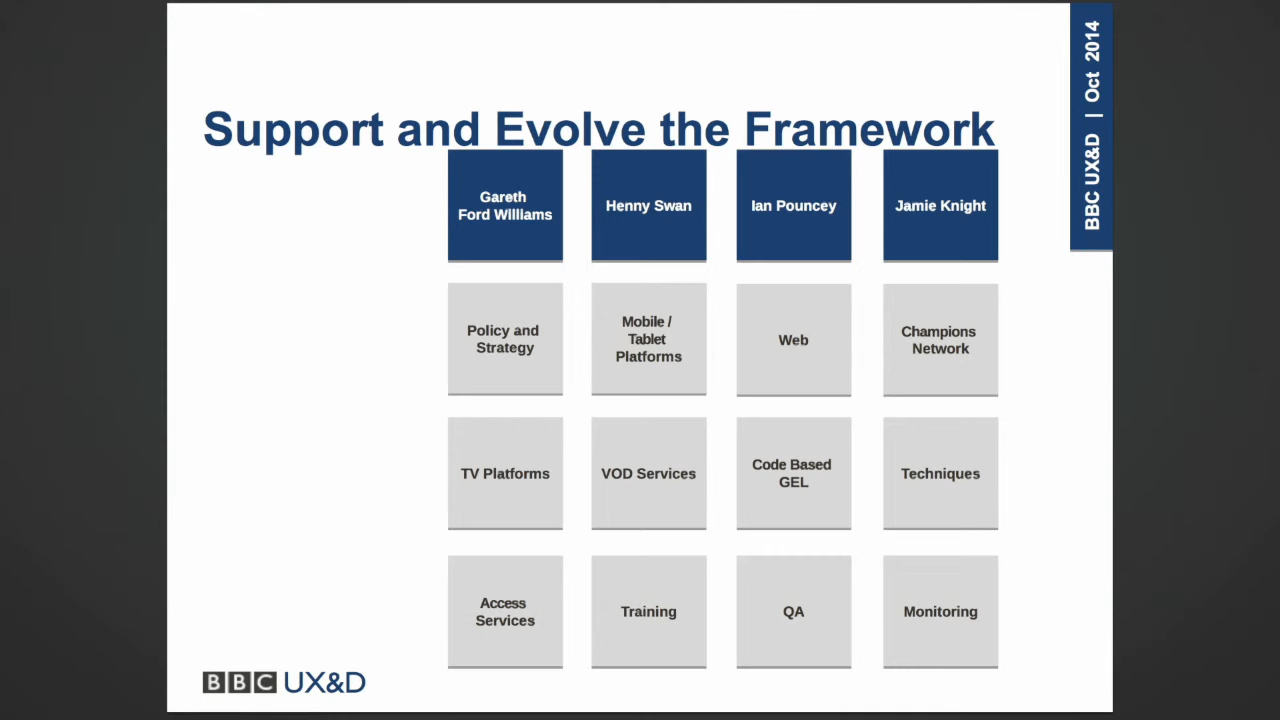 Support and Evolve the Framework
BBC UX&D | Oct 2014
Gareth
Ford Williams
Henny Swan
Ian Pouncey
Jamie Knight
Policy and
Strategy
Mobile /
Tablet
Platforms
Web
Champions
Network
TV Platforms
VOD Services
Code Based
GEL
Techniques
Access
Services
Training
QA
Monitoring
BBC UX&D